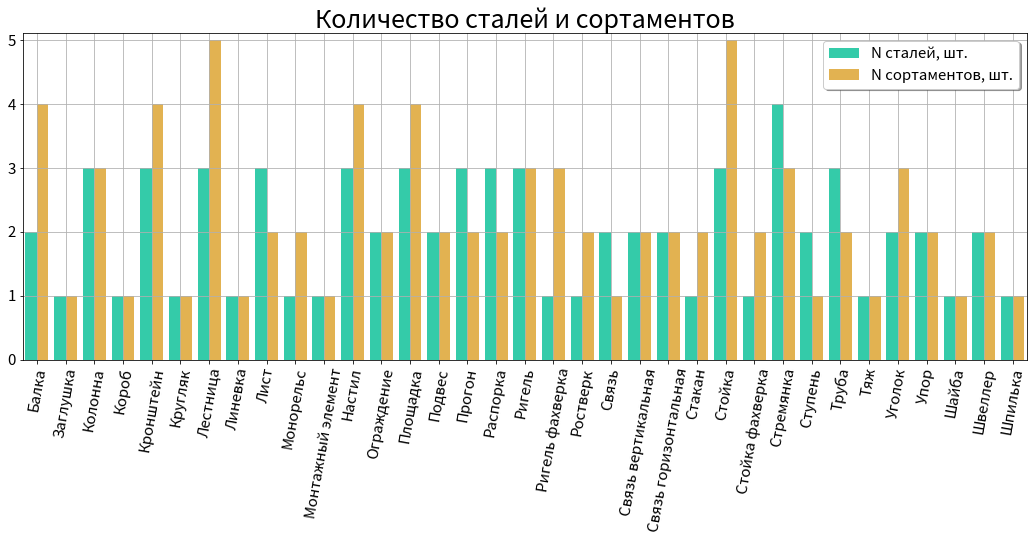 Количество сталей и сортаментов
N сталей, шт.
N сортаментов, шт.
5
4
3
2
1
0
Балка
Заглушка
Колонна
Короб
Кронштейн
Кругляк
Лестница
Линевка
Лист
Монорельс
Монтажный элемент
Настил
Ограждение
Площадка
Подвес
Прогон
Распорка
Ригель
Ригель фахверка
Ростверк
Связь
Связь вертикальная
Связь горизонтальная
Стакан
Стойка
Стойка фахверка
Стремянка
Ступень
Труба
Тяж
Уголок
Упор
Шайба
Швеллер
Шпилька